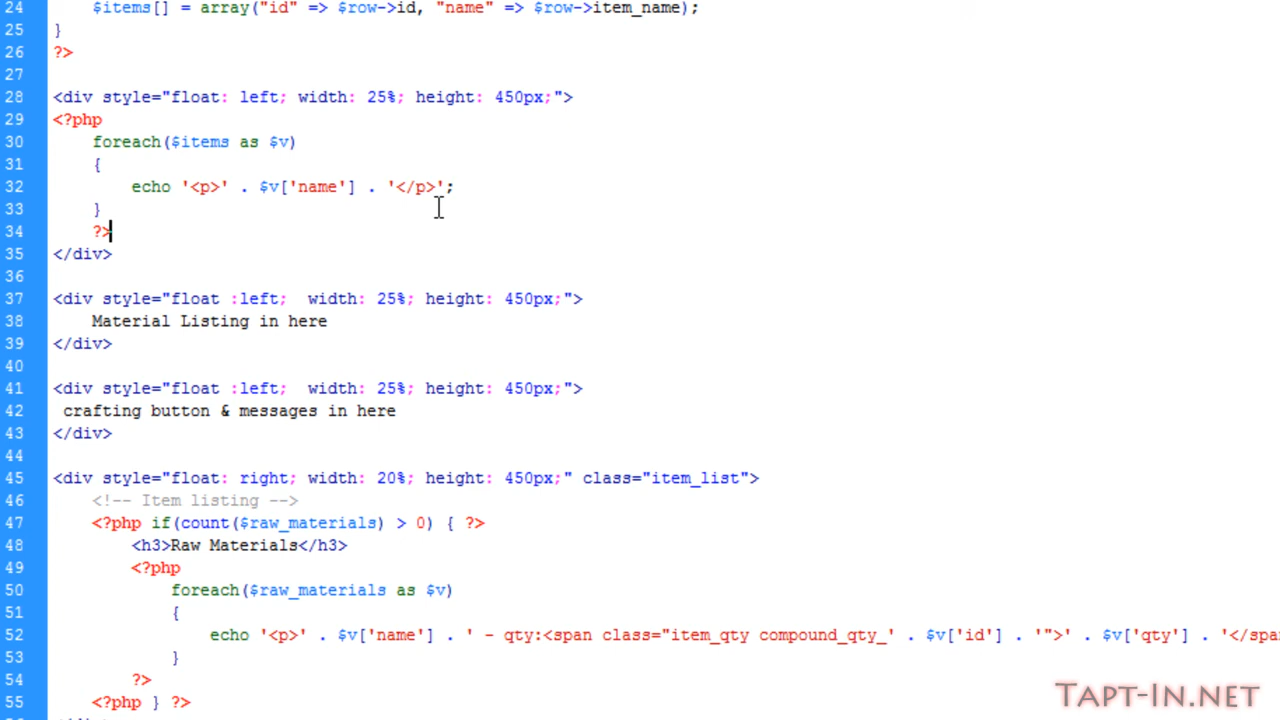 24 $items[] = array("id" => $row->id, "name" => $row->item_name);
25 }
26 ?>
27
28 <div style="float: left; width: 25%; height: 450px;">
29 <?php
30 foreach($items as $v)
31 {
32 echo '<p>' . $v['name'] . '</p>';
33 }
34 ?>
35 </div>
36
37 <div style="float :left;  width: 25%; height: 450px;">
38 Material Listing in here
39 </div>
40
41 <div style="float :left;  width: 25%; height: 450px;">
42 crafting button & messages in here
43 </div>
44
45 <div style="float: right; width: 20%; height: 450px;" class="item_list">
46 <!-- Item listing -->
47 <?php if(count($raw_materials) > 0) { ?>
48 <h3>Raw Materials</h3>
49 <?php
50 foreach($raw_materials as $v)
51 {
52 echo '<p>' . $v['name'] . ' - qty:<span class="item_qty compound_qty_' . $v['id'] . '">' . $v['qty'] . '</spa
53 }
54 ?>
55 <?php } ?>
TAPT-IN.NET